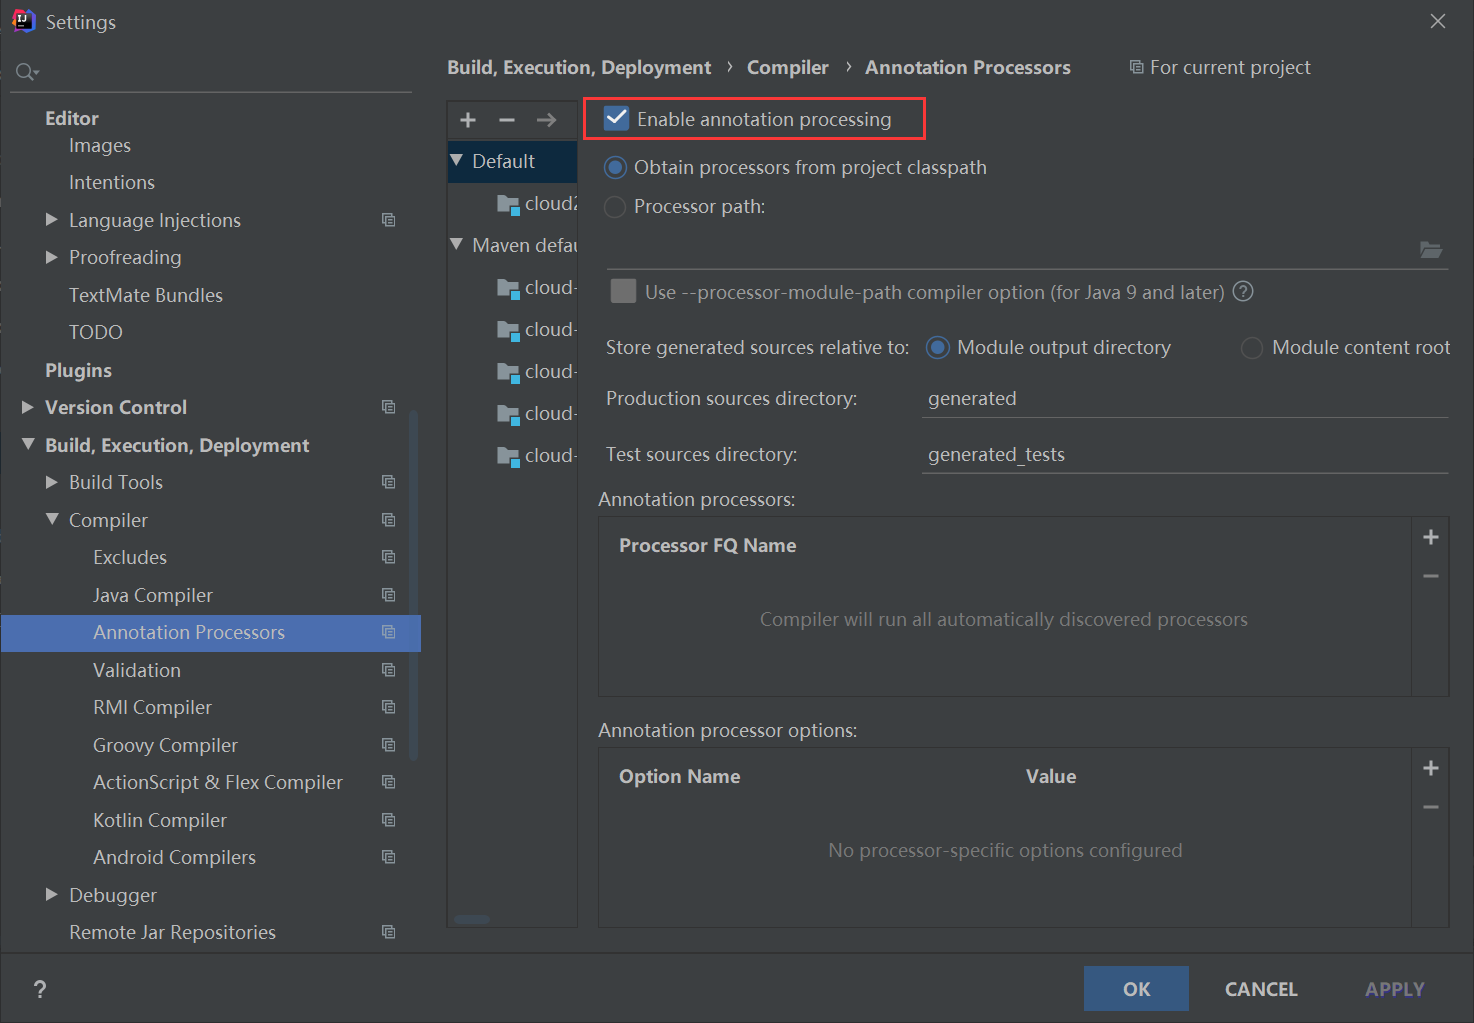 Settings
Editor
Images
Intentions
Language Injections
Proofreading
TextMate Bundles
TODO
Plugins
Version Control
Build, Execution, Deployment
Build Tools
Compiler
Excludes
Java Compiler
Annotation Processors
Validation
RMI Compiler
Groovy Compiler
ActionScript & Flex Compiler
Kotlin Compiler
Android Compilers
Debugger
Remote Jar Repositories
Build, Execution, Deployment › Compiler › Annotation Processors
For current project
Default
cloud2
Maven defau
cloud-
cloud-
cloud-
cloud-
cloud-
Enable annotation processing
Obtain processors from project classpath
Processor path:
Use --processor-module-path compiler option (for Java 9 and later) ?
Store generated sources relative to: Module output directory Module content root
Production sources directory: generated
Test sources directory: generated_tests
Annotation processors:
Processor FQ Name
Compiler will run all automatically discovered processors
Annotation processor options:
Option Name Value
No processor-specific options configured
? OK CANCEL APPLY